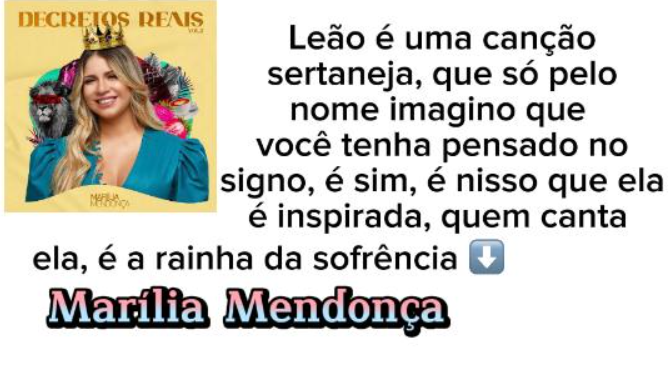 DECRETOS REAIS
VOL.2
MARÍLIA
MENDONÇA
Leão é uma canção
sertaneja, que só pelo
nome imagino que
você tenha pensado no
signo, é sim, é nisso que ela
é inspirada, quem canta
ela, é a rainha da sofrência ⬇️
Marília Mendonça